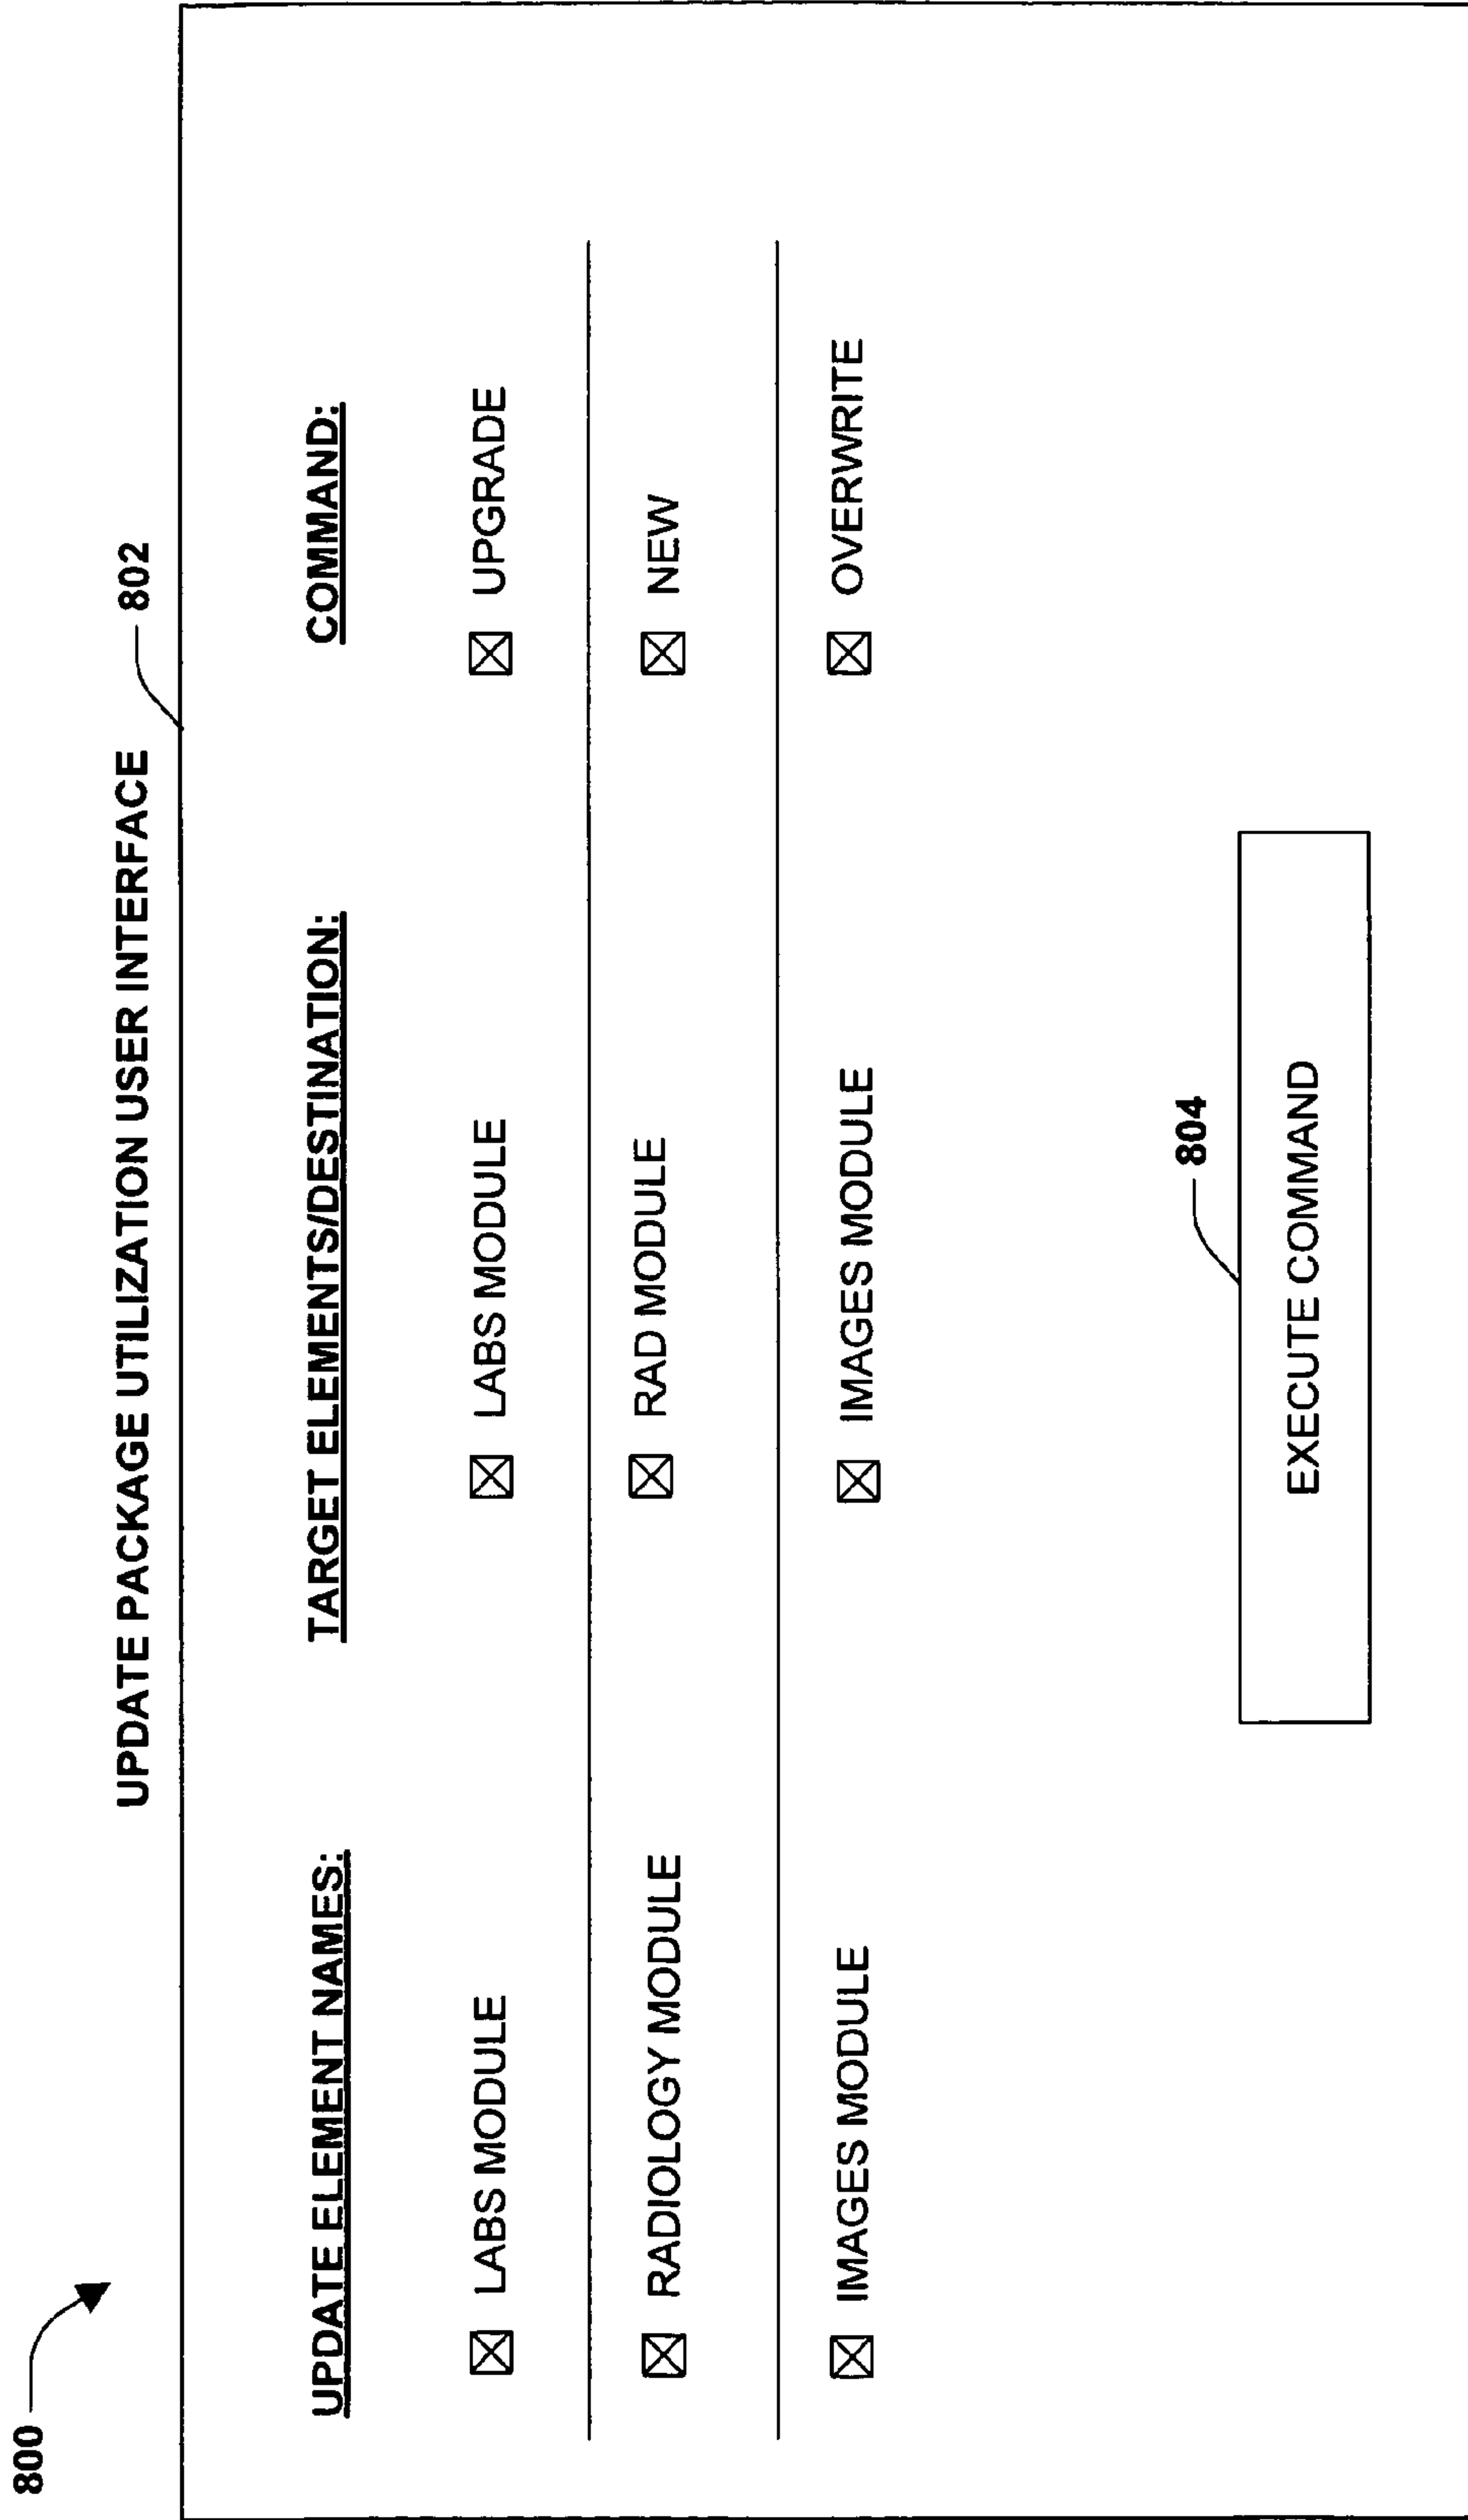 800
UPDATE PACKAGE UTILIZATION USER INTERFACE
802
UPDATE ELEMENT NAMES: TARGET ELEMENTS/DESTINATION: COMMAND:
LABS MODULE LABS MODULE UPGRADE
RADIOLOGY MODULE RAD MODULE NEW
IMAGES MODULE IMAGES MODULE OVERWRITE
804
EXECUTE COMMAND